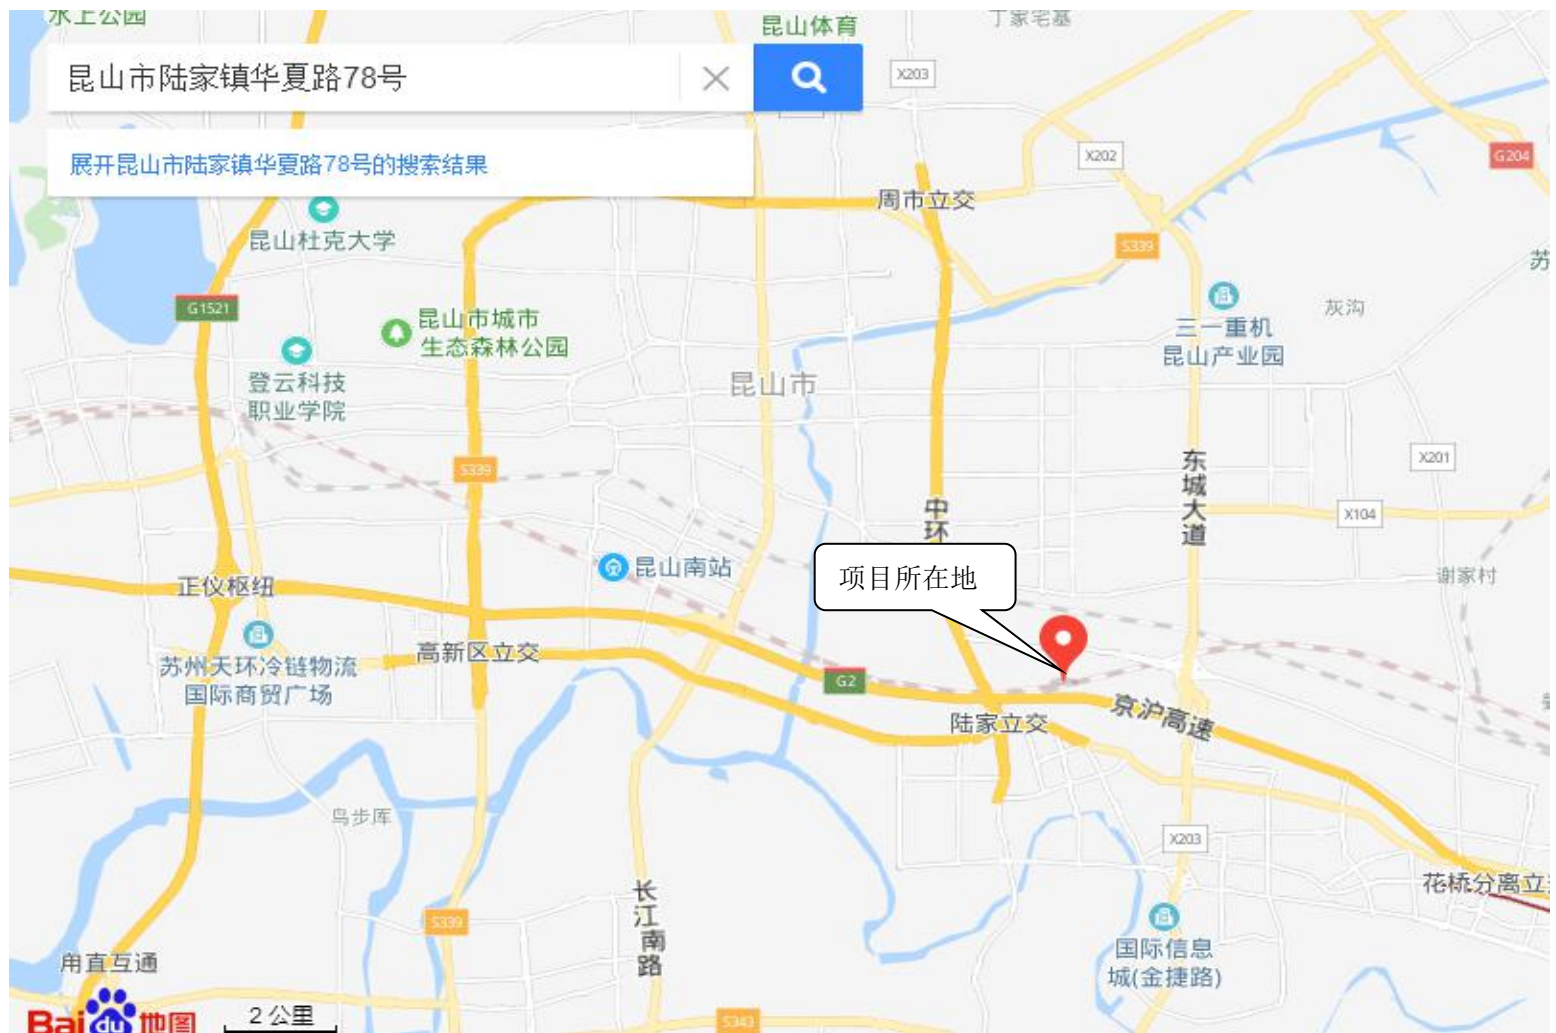 水上公园
昆山体育
丁家宅基
昆山市陆家镇华夏路78号
X203
展开昆山市陆家镇华夏路78号的搜索结果
X202
G204
周市立交
昆山杜克大学
S339
G1521
昆山市城市
生态森林公园
灰沟
三一重机
昆山产业园
登云科技
职业学院
昆山市
S339
X201
东城大道
中环
X104
项目所在地
昆山南站
谢家村
正仪枢纽
高新区立交
苏州天环冷链物流
国际商贸广场
G2
陆家立交
京沪高速
鸟步厍
X203
花桥分离立
长江南路
S339
国际信息
城(金捷路)
甪直互通
Bai du 地图
2 公里
S343